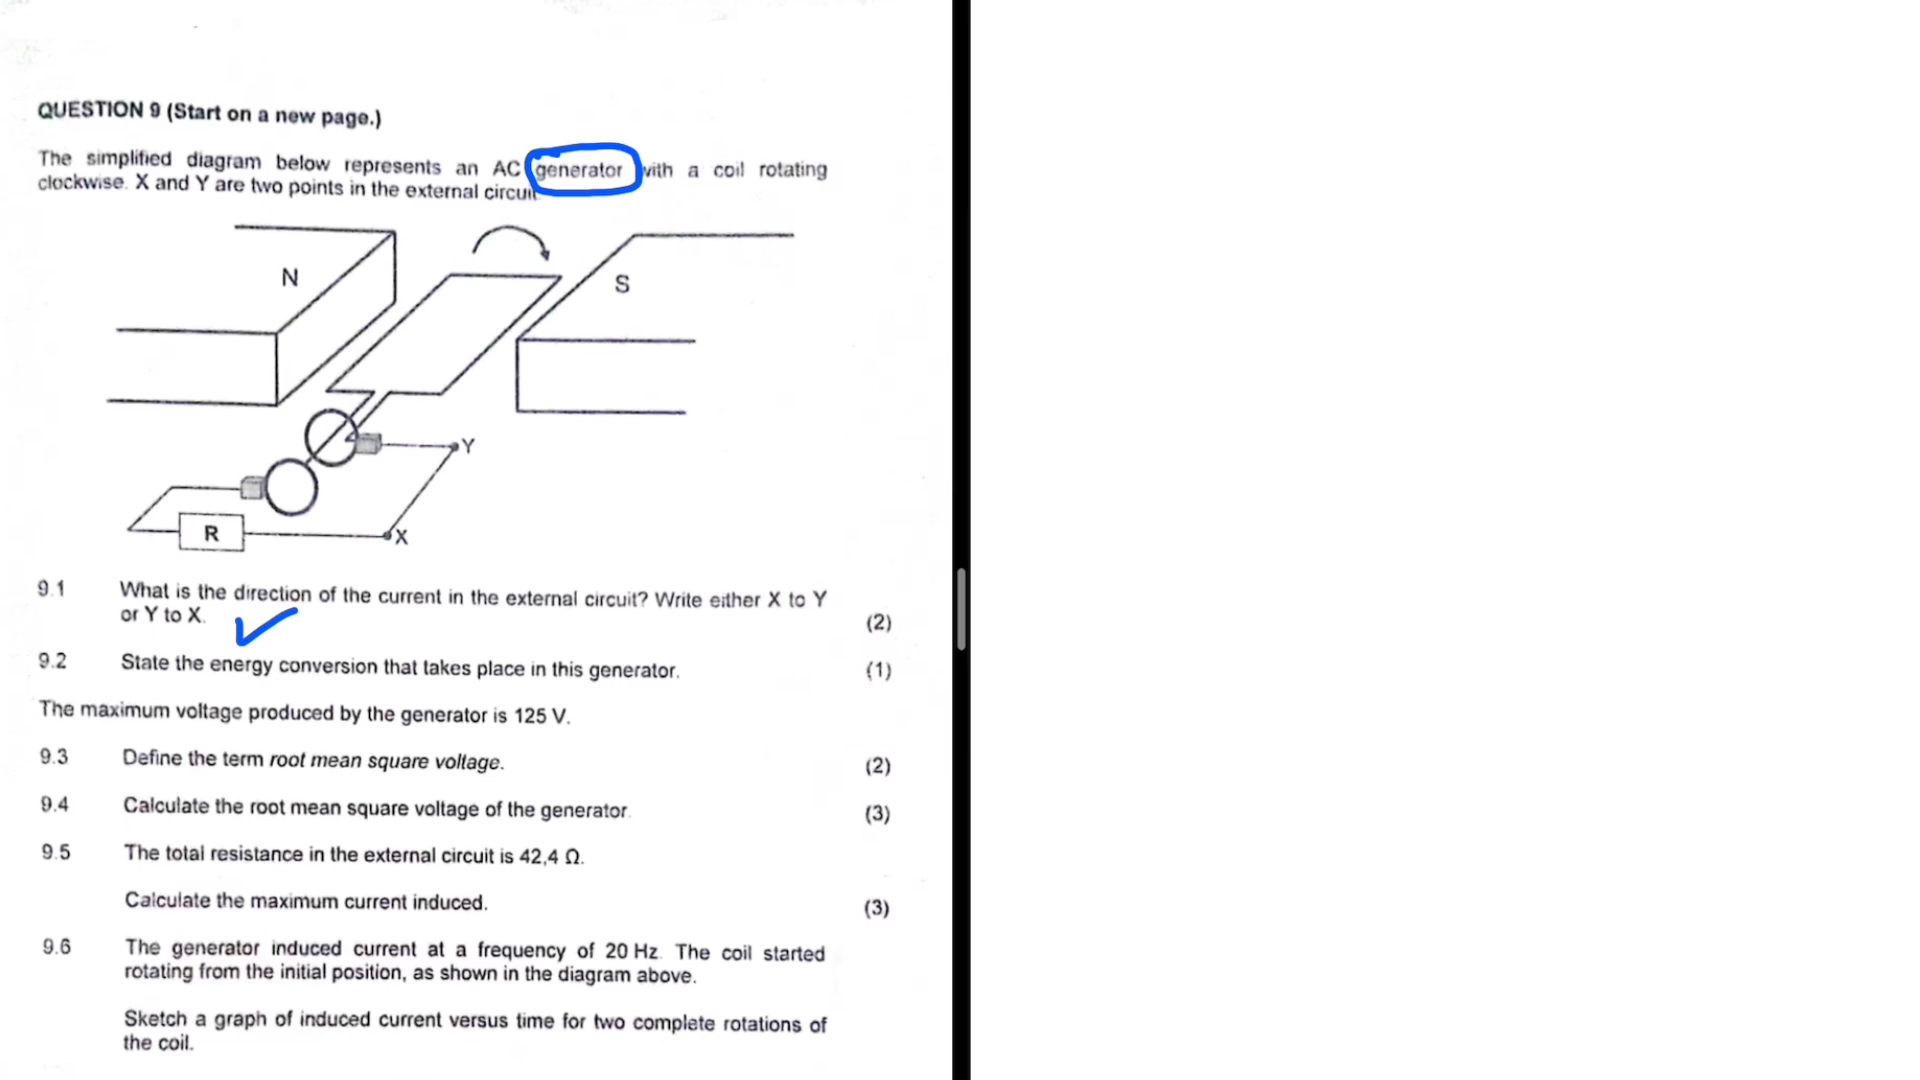 QUESTION 9 (Start on a new page.)
The simplified diagram below represents an AC generator with a coil rotating
clockwise. X and Y are two points in the external circuit
N
S
Y
R
X
9.1 What is the direction of the current in the external circuit? Write either X to Y
or Y to X. (2)
9.2 State the energy conversion that takes place in this generator. (1)
The maximum voltage produced by the generator is 125 V.
9.3 Define the term root mean square voltage. (2)
9.4 Calculate the root mean square voltage of the generator. (3)
9.5 The total resistance in the external circuit is 42,4 Ω.
Calculate the maximum current induced. (3)
9.6 The generator induced current at a frequency of 20 Hz. The coil started
rotating from the initial position, as shown in the diagram above.
Sketch a graph of induced current versus time for two complete rotations of
the coil.